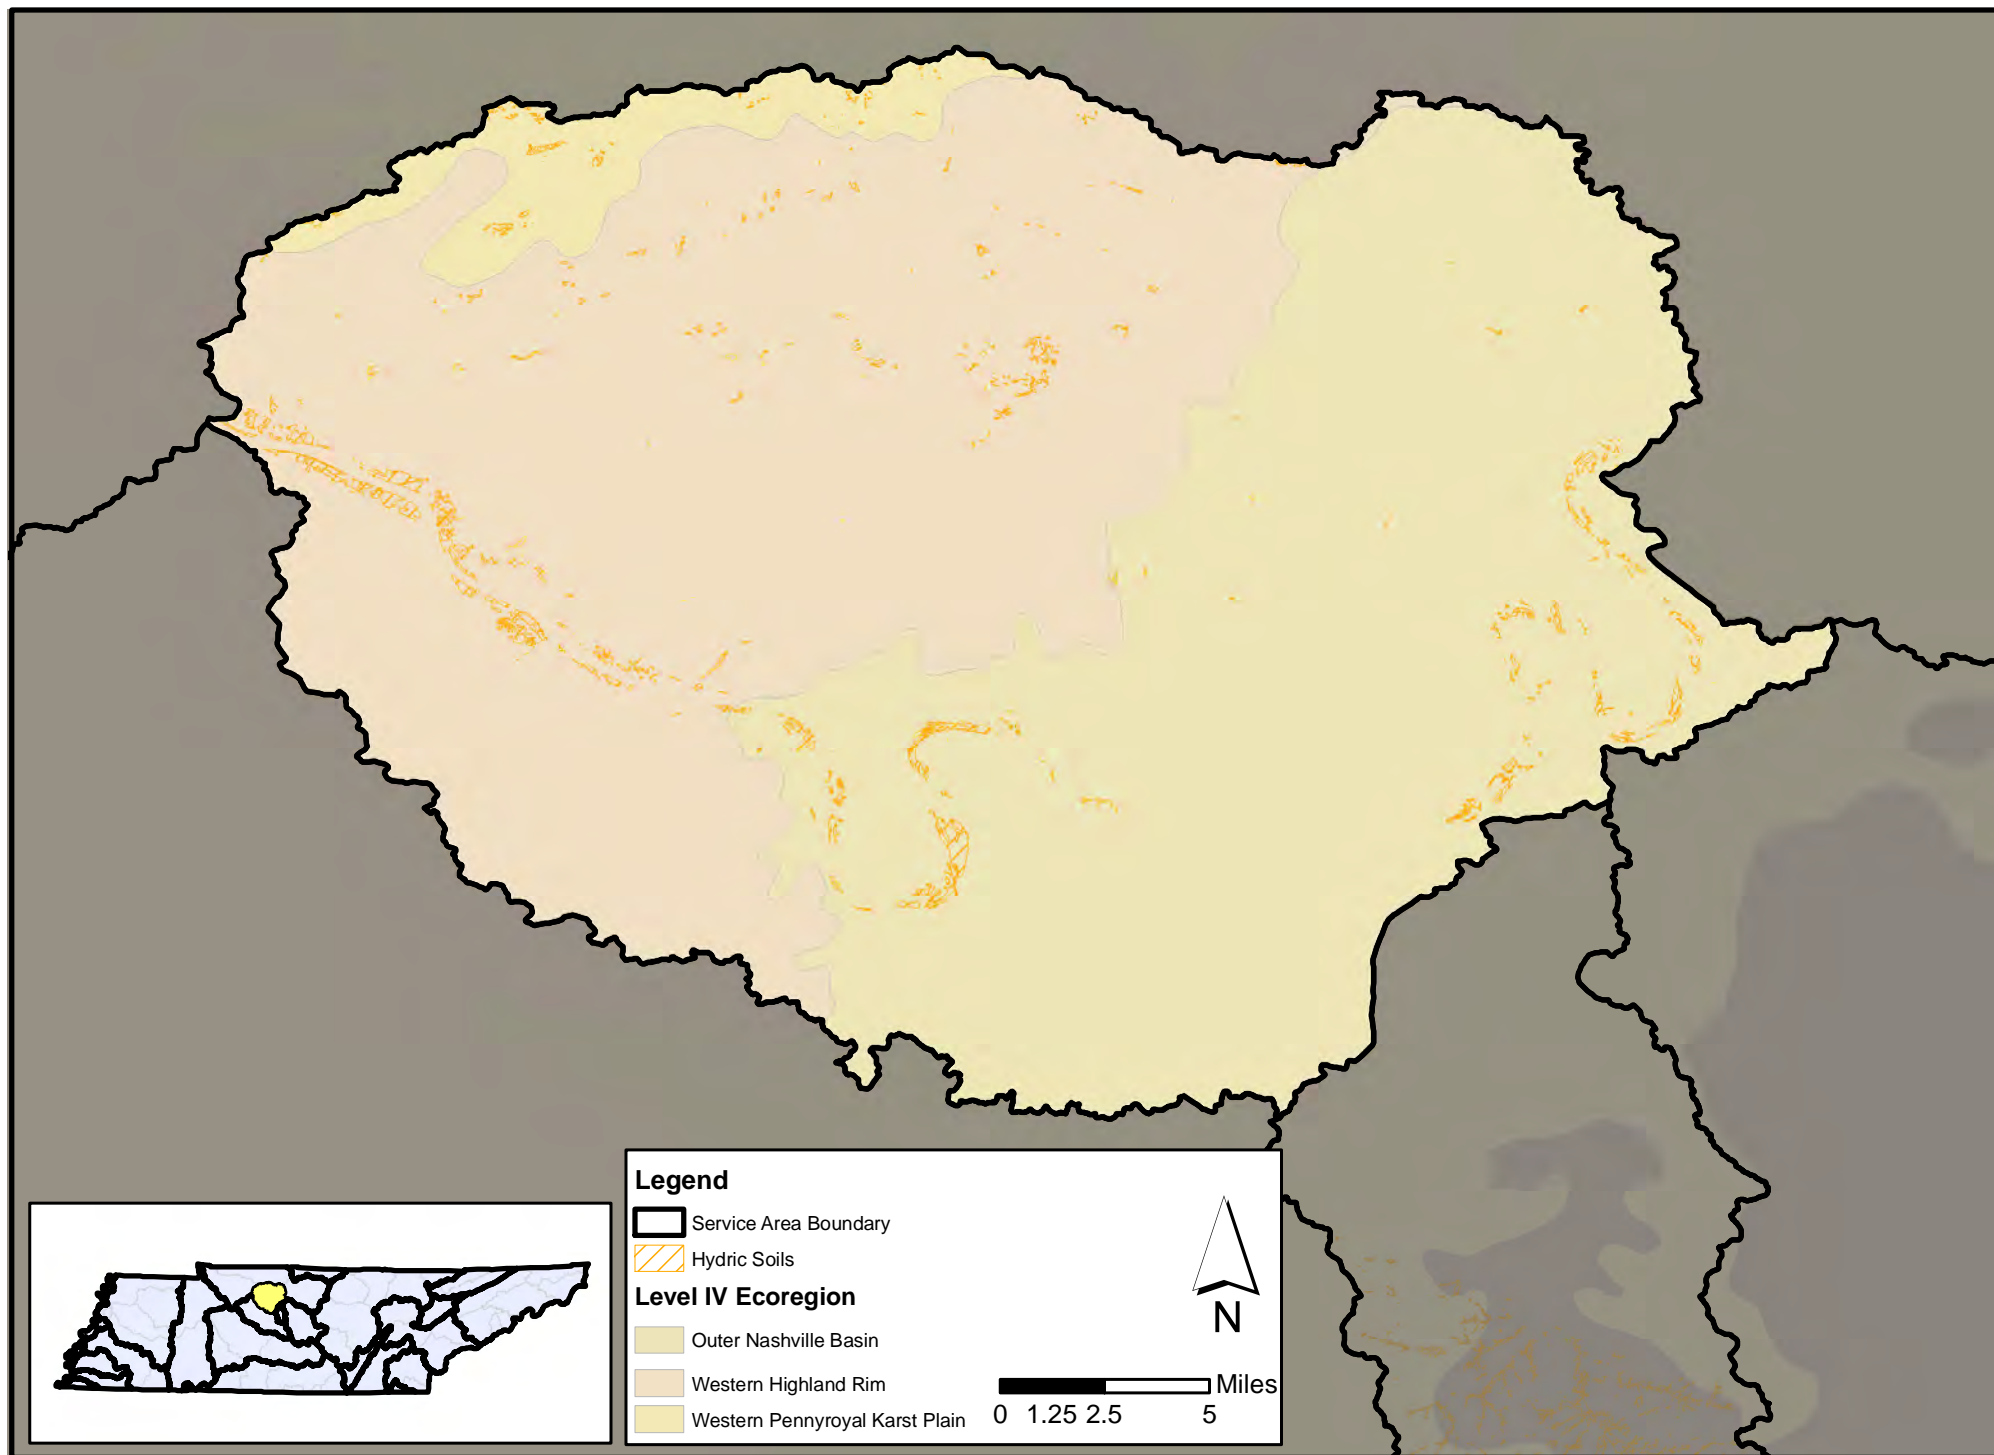 Legend
Service Area Boundary
Hydric Soils
Level IV Ecoregion
Outer Nashville Basin
Western Highland Rim
Western Pennyroyal Karst Plain
N
Miles
0 1.25 2.5 5